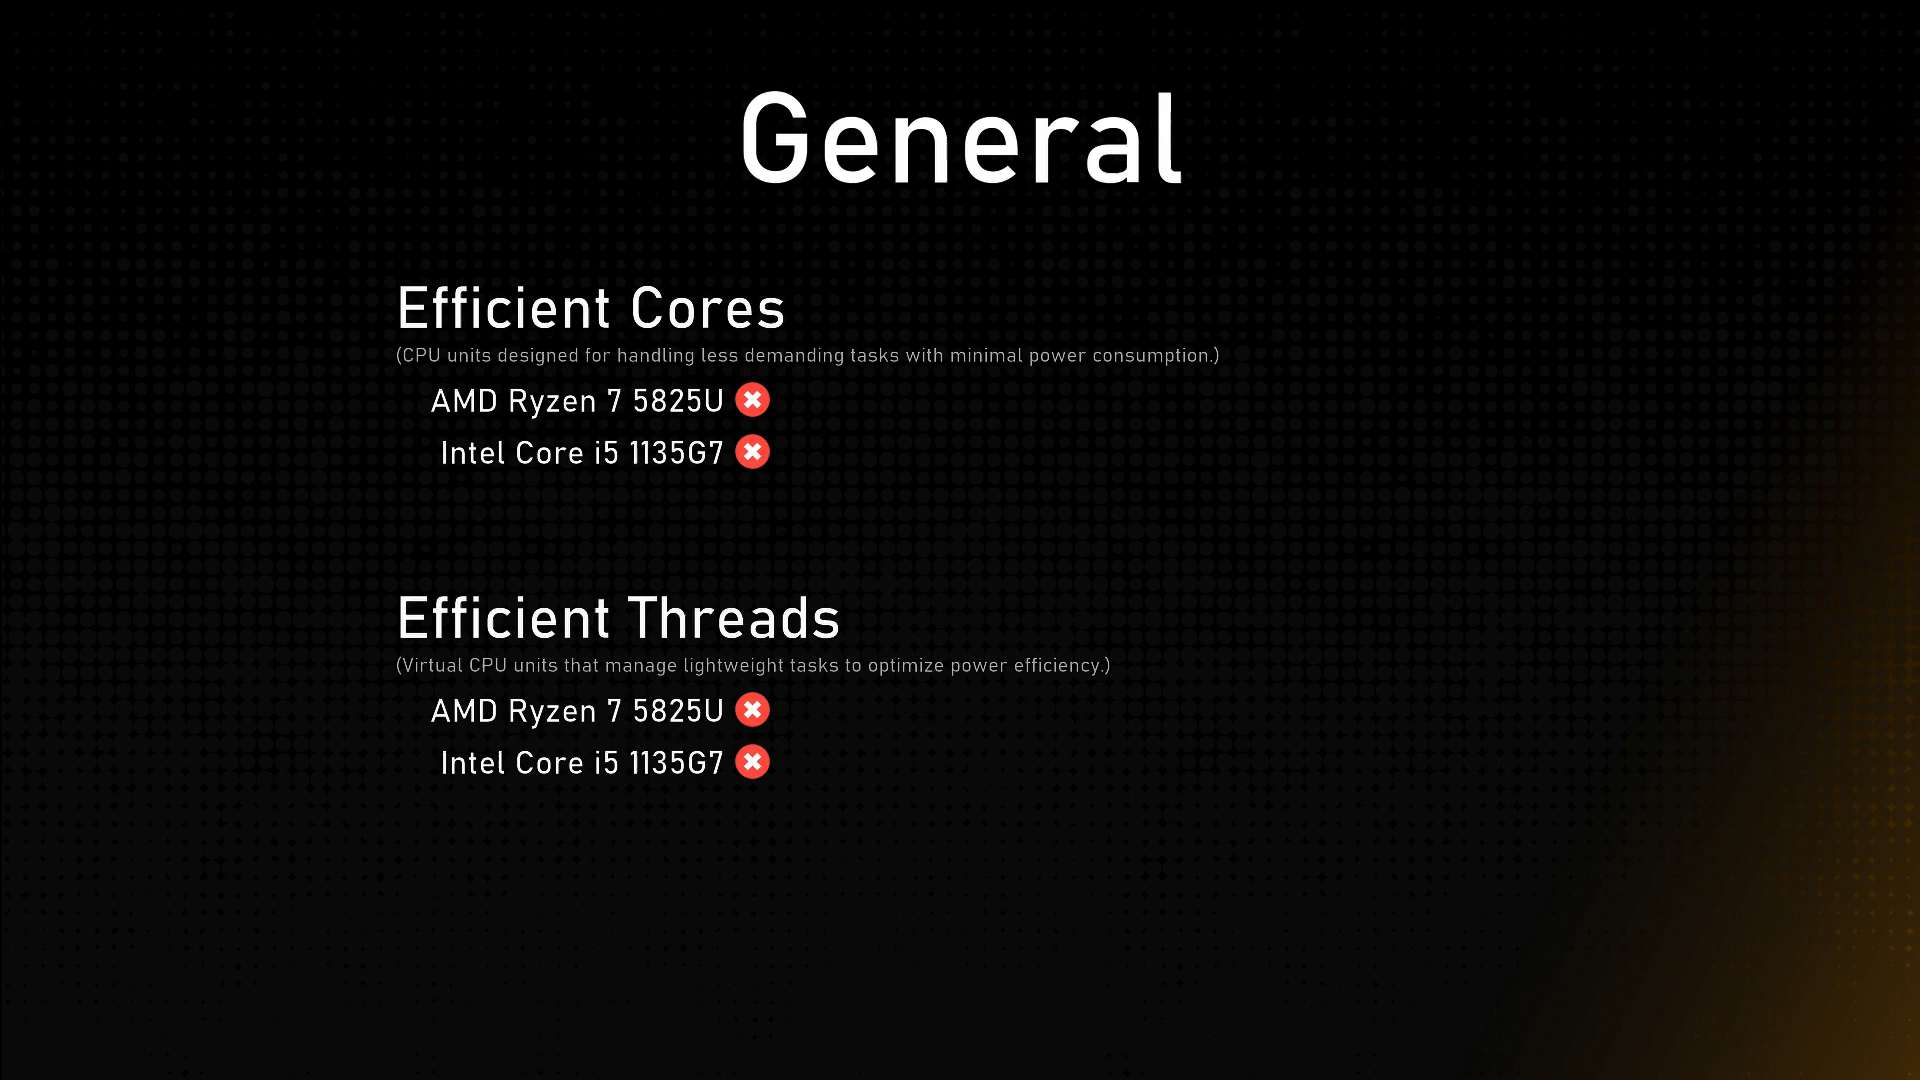 General
Efficient Cores
(CPU units designed for handling less demanding tasks with minimal power consumption.)
AMD Ryzen 7 5825U
Intel Core i5 1135G7
Efficient Threads
(Virtual CPU units that manage lightweight tasks to optimize power efficiency.)
AMD Ryzen 7 5825U
Intel Core i5 1135G7